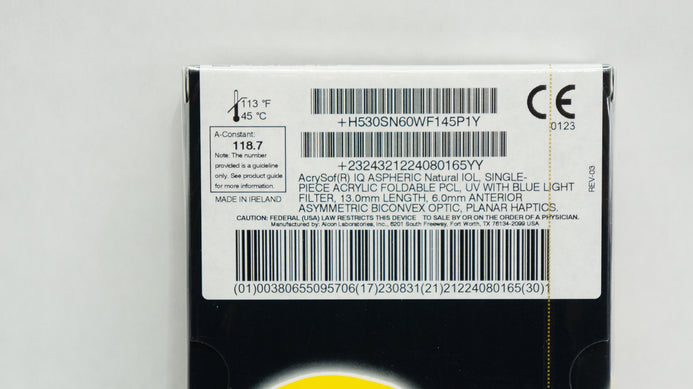 113 °F
45 °C
+H530SN60WF145P1Y
CE
0123
A-Constant:
118.7
Note: The number
provided is a guideline
only. See product guide
for more information.
MADE IN IRELAND
+2324321224080165YY
AcrySof(R) IQ ASPHERIC Natural IOL, SINGLE-
PIECE ACRYLIC FOLDABLE PCL, UV WITH BLUE LIGHT
FILTER, 13.0mm LENGTH, 6.0mm ANTERIOR
ASYMMETRIC BICONVEX OPTIC, PLANAR HAPTICS.
REV-03
CAUTION: FEDERAL (USA) LAW RESTRICTS THIS DEVICE TO SALE BY OR ON THE ORDER OF A PHYSICIAN.
Manufactured by: Alcon Laboratories, Inc., 6201 South Freeway, Fort Worth, TX 76134-2099 USA
(01)00380655095706(17)230831(21)21224080165(30)1